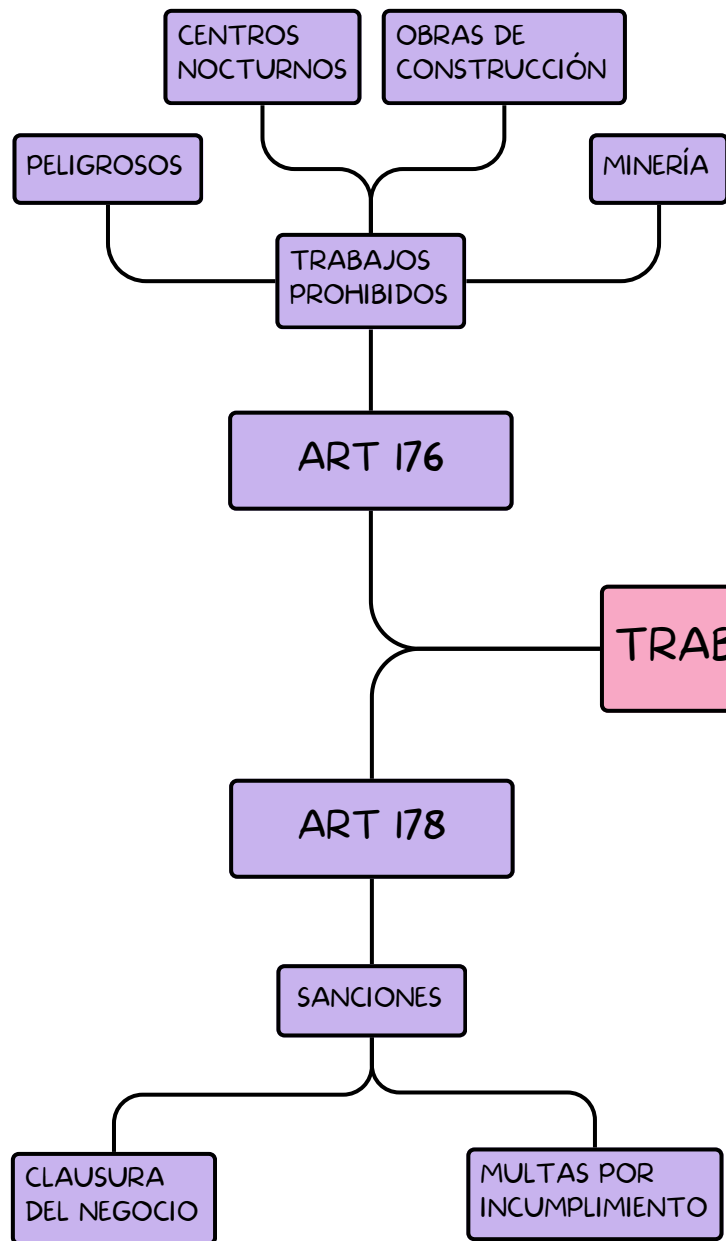 CENTROS
NOCTURNOS
OBRAS DE
CONSTRUCCIÓN
PELIGROSOS
MINERÍA
TRABAJOS
PROHIBIDOS
ART 176
TRAB
ART 178
SANCIONES
CLAUSURA
DEL NEGOCIO
MULTAS POR
INCUMPLIMIENTO